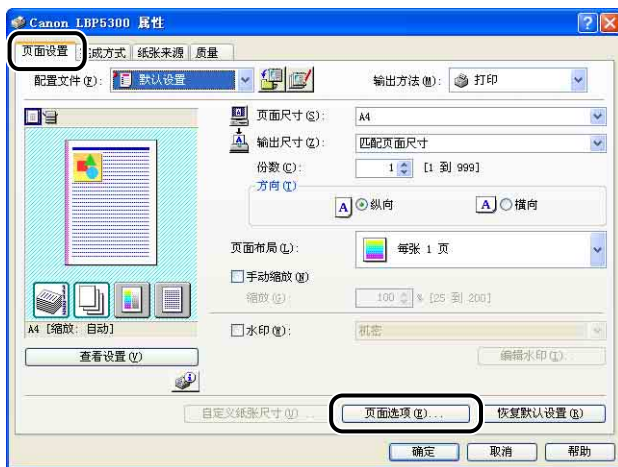 Canon LBP5300 属性
页面设置 完成方式 纸张来源 质量
配置文件(F): 默认设置 输出方法(M): 打印
页面尺寸(S): A4
输出尺寸(Z): 匹配页面尺寸
份数(C): 1 [1 到 999]
方向(T)
A 纵向 A 横向
页面布局(L): 每张 1 页
手动缩放(N)
缩放(G): 100 % [25 到 200]
A4 [缩放: 自动]
水印(W): 机密
查看设置(V) 编辑水印(I)...
自定义纸张尺寸(U)... 页面选项(E)... 恢复默认设置(R)
确定 取消 帮助